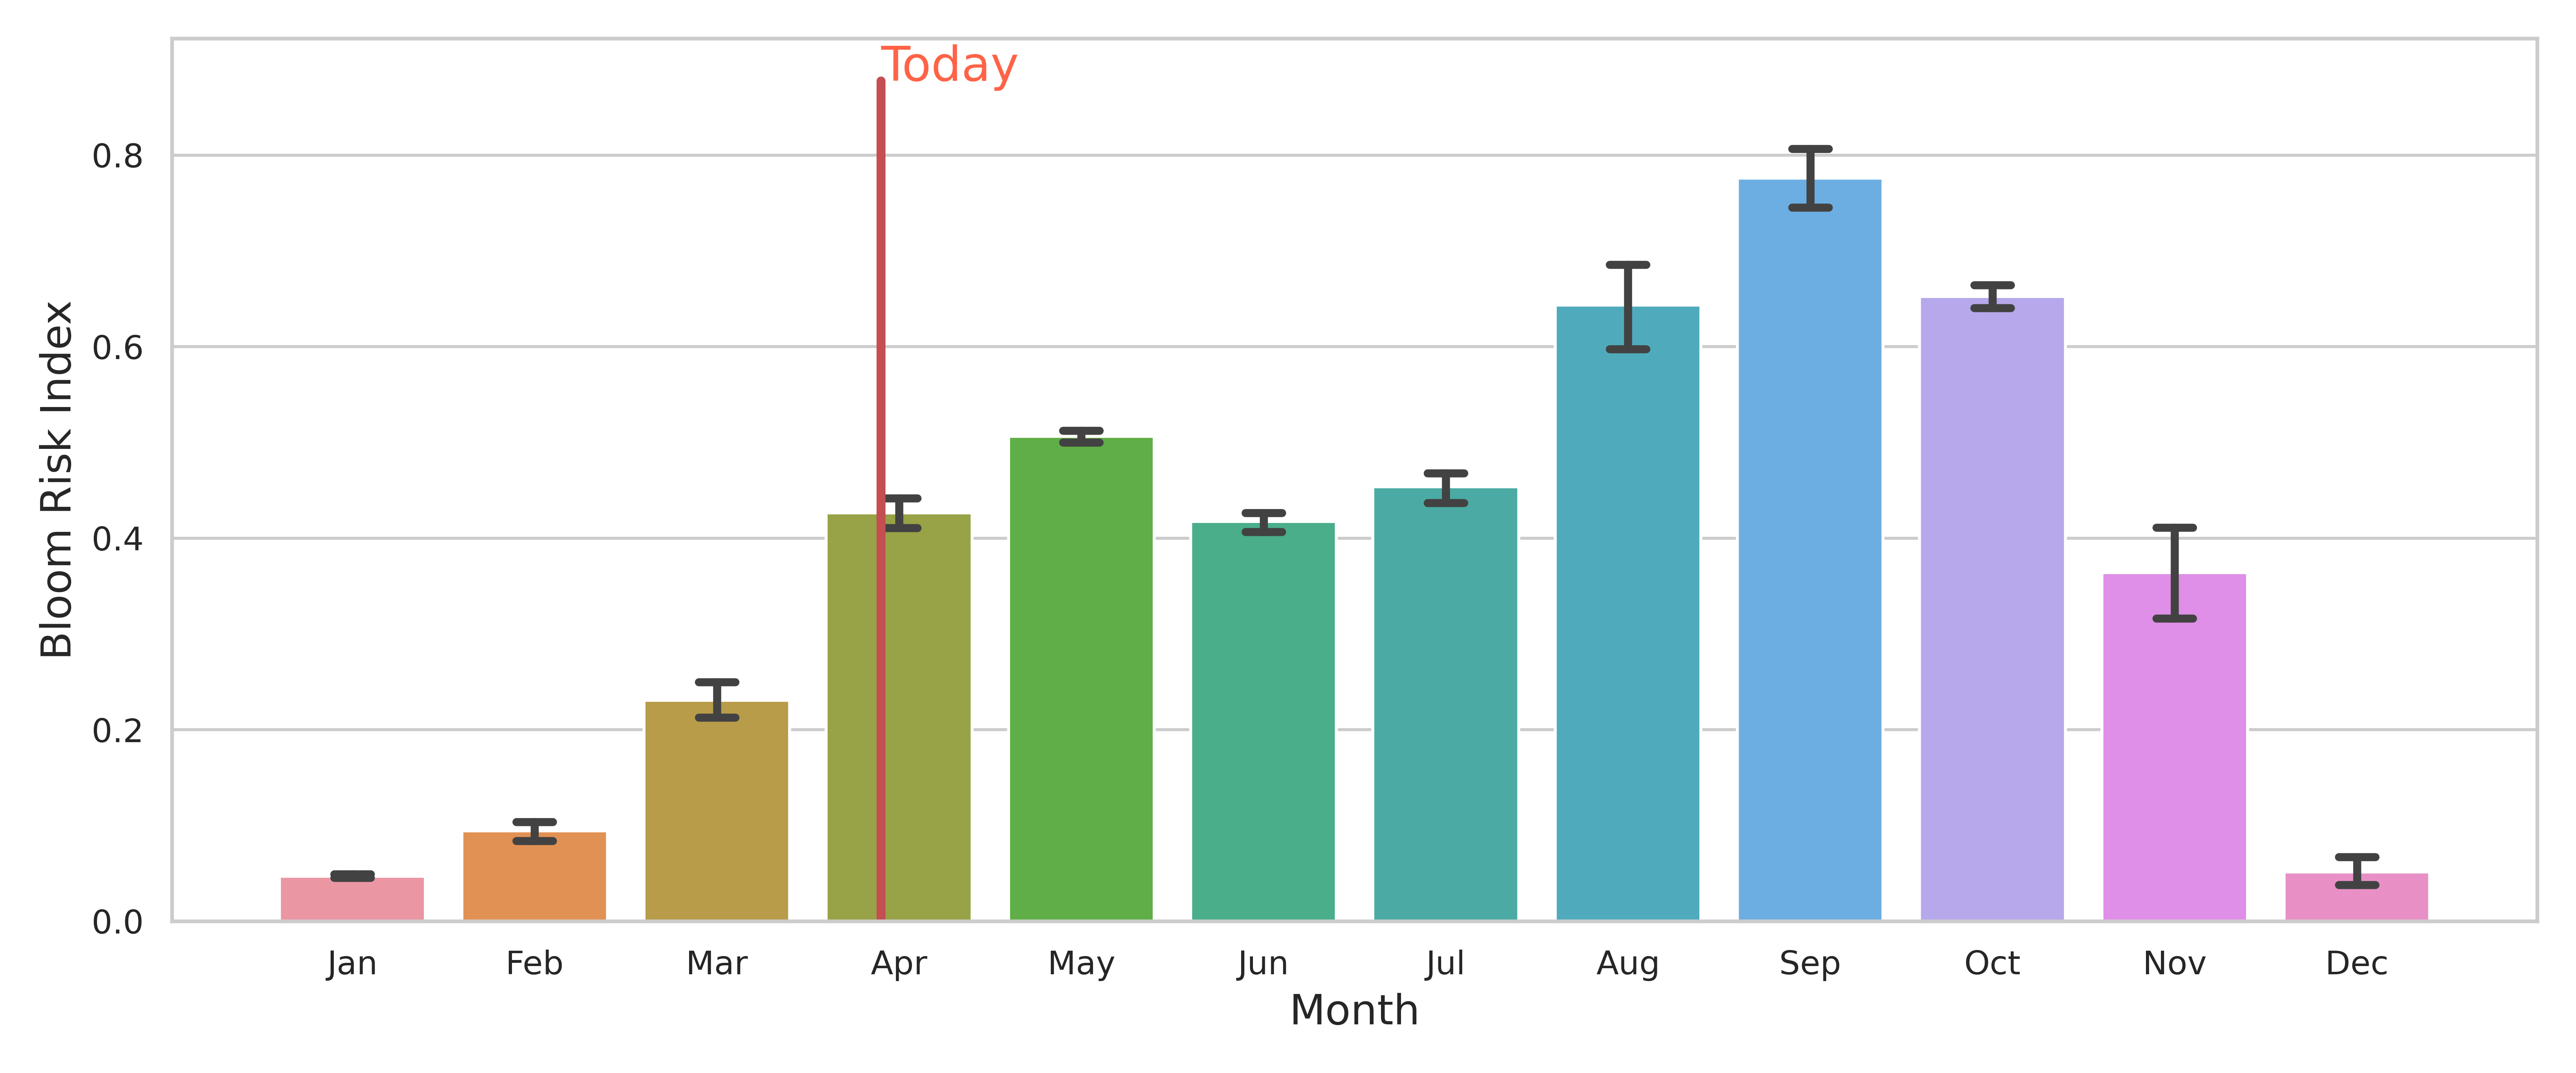 Today
0.8
0.6
0.4
0.2
0.0
Bloom Risk Index
Jan Feb Mar Apr May Jun Jul Aug Sep Oct Nov Dec
Month